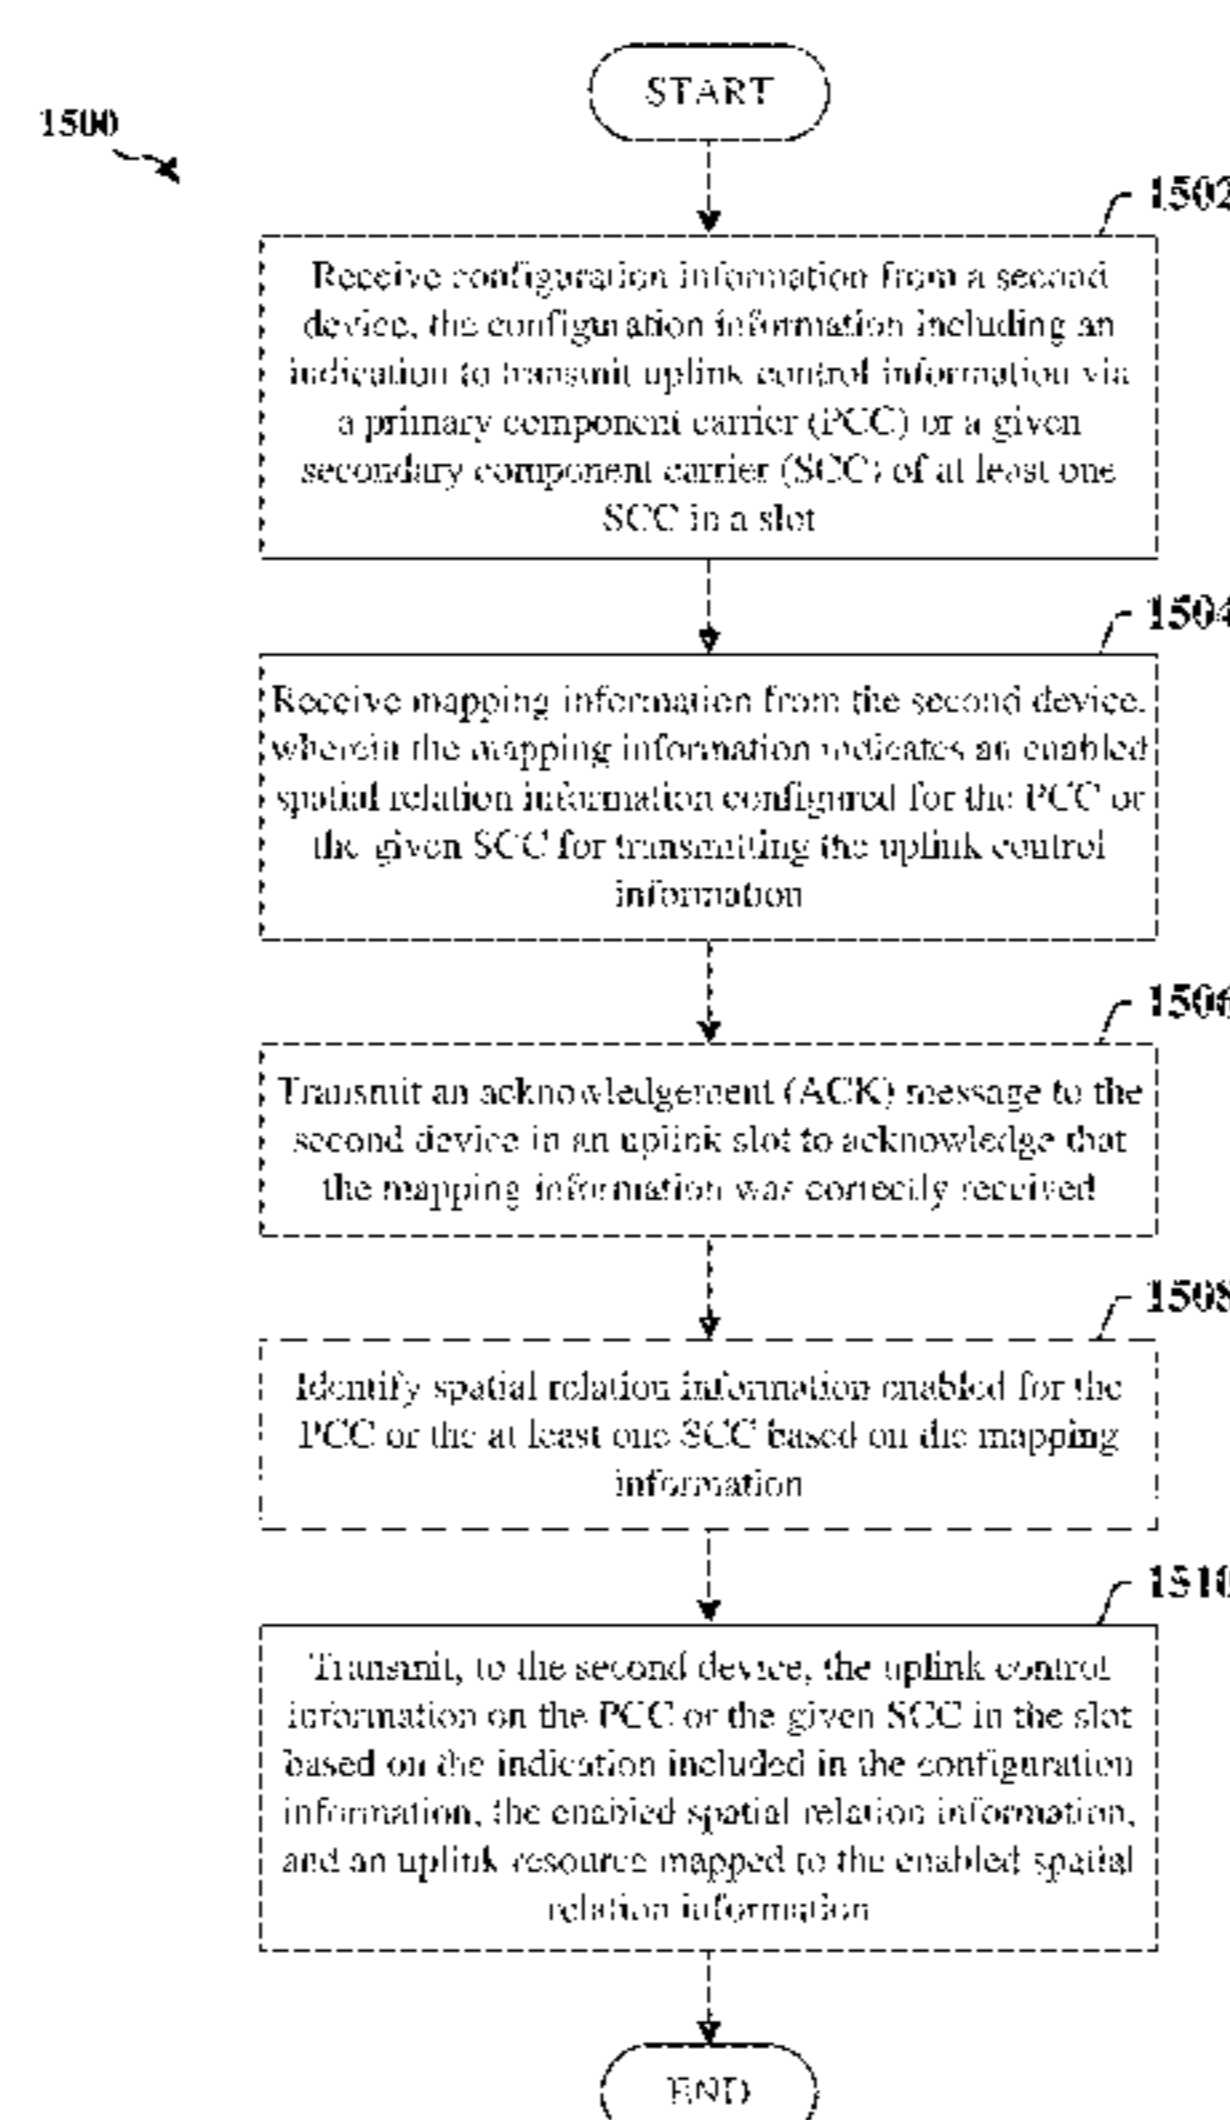 START
1500
1502
Receive configuration information from a second
device, the configuration information including an
indication to transmit uplink control information via
a primary component carrier (PCC) or a given
secondary component carrier (SCC) of at least one
SCC in a slot
1504
Receive mapping information from the second device,
wherein the mapping information indicates an enabled
spatial relation information configured for the PCC or
the given SCC for transmitting the uplink control
information
1506
Transmit an acknowledgement (ACK) message to the
second device in an uplink slot to acknowledge that
the mapping information was correctly received
1508
Identify spatial relation information enabled for the
PCC or the at least one SCC based on the mapping
information
1510
Transmit, to the second device, the uplink control
information on the PCC or the given SCC in the slot
based on the indication included in the configuration
information, the enabled spatial relation information,
and an uplink resource mapped to the enabled spatial
relation information
END